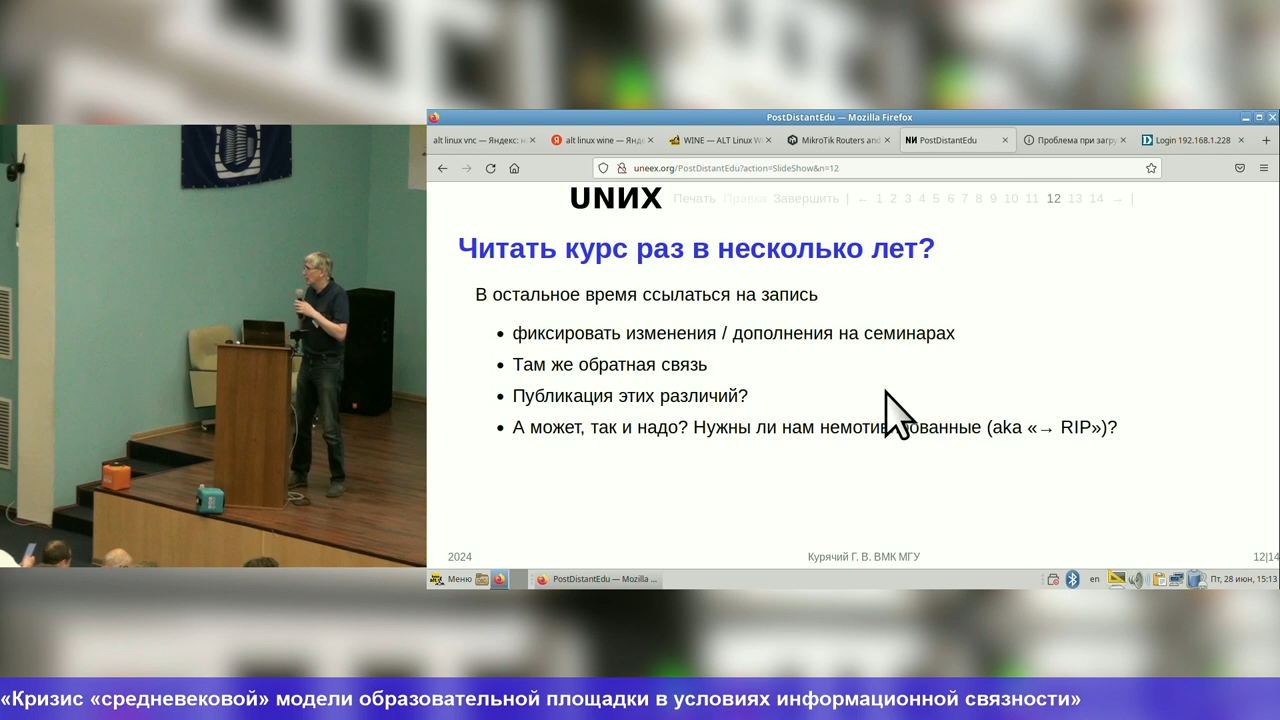 PostDistantEdu — Mozilla Firefox
alt linux vnc — Яндекс: н
alt linux wine — Янд
WINE — ALT Linux W
MikroTik Routers and
PostDistantEdu
Проблема при загру
Login 192.168.1.228
uneex.org/PostDistantEdu?action=SlideShow&n=12
UNИX Печать Правка Завершить | ← 1 2 3 4 5 6 7 8 9 10 11 12 13 14 → |
Читать курс раз в несколько лет?
В остальное время ссылаться на запись
• фиксировать изменения / дополнения на семинарах
• Там же обратная связь
• Публикация этих различий?
• А может, так и надо? Нужны ли нам немотив ованные (aka «→ RIP»)?
2024 Курячий Г. В. ВМК МГУ 12|14
Меню PostDistantEdu — Mozilla ... en Пт, 28 июн, 15:13
«Кризис «средневековой» модели образовательной площадки в условиях информационной связности»